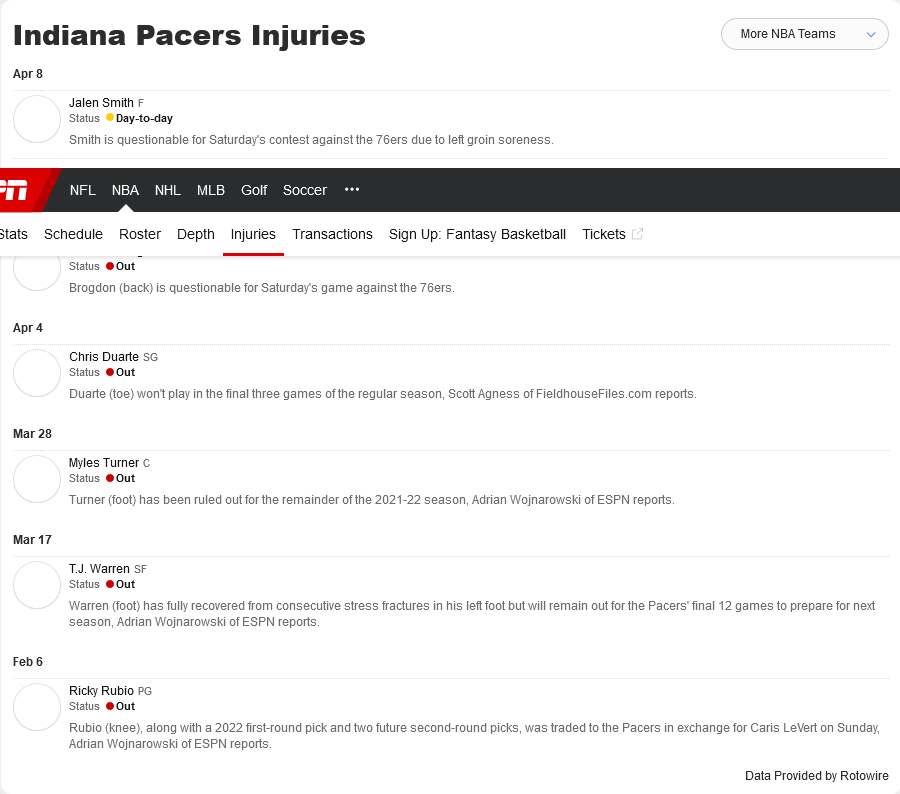 Indiana Pacers Injuries
More NBA Teams
Apr 8
Jalen Smith F
Status Day-to-day
Smith is questionable for Saturday's contest against the 76ers due to left groin soreness.
NFL NBA NHL MLB Golf Soccer •••
Stats Schedule Roster Depth Injuries Transactions Sign Up: Fantasy Basketball Tickets
Status Out
Brogdon (back) is questionable for Saturday's game against the 76ers.
Apr 4
Chris Duarte SG
Status Out
Duarte (toe) won't play in the final three games of the regular season, Scott Agness of FieldhouseFiles.com reports.
Mar 28
Myles Turner C
Status Out
Turner (foot) has been ruled out for the remainder of the 2021-22 season, Adrian Wojnarowski of ESPN reports.
Mar 17
T.J. Warren SF
Status Out
Warren (foot) has fully recovered from consecutive stress fractures in his left foot but will remain out for the Pacers' final 12 games to prepare for next
season, Adrian Wojnarowski of ESPN reports.
Feb 6
Ricky Rubio PG
Status Out
Rubio (knee), along with a 2022 first-round pick and two future second-round picks, was traded to the Pacers in exchange for Caris LeVert on Sunday,
Adrian Wojnarowski of ESPN reports.
Data Provided by Rotowire